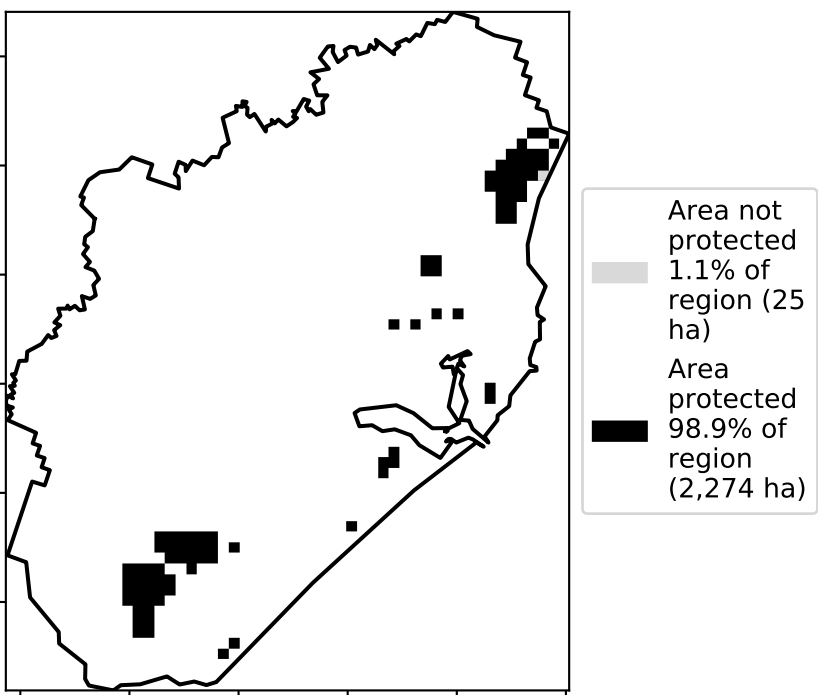 Area not
protected
1.1% of
region (25
ha)
Area
protected
98.9% of
region
(2,274 ha)